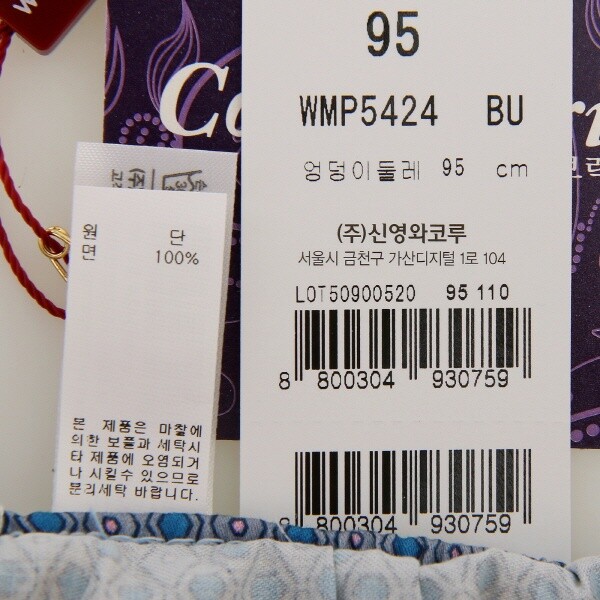 95
WMP5424 BU
엉덩이둘레 95 cm
(주)신영와코루
서울시 금천구 가산디지털 1로 104
LOT50900520 95 110
8 800304 930759
8 800304 930759
원 단
면 100%
본 제품은 마찰에
의한 보풀과 세탁시
타 제품에 오염되거
나 시킬수 있으므로
분리세탁 바랍니다.